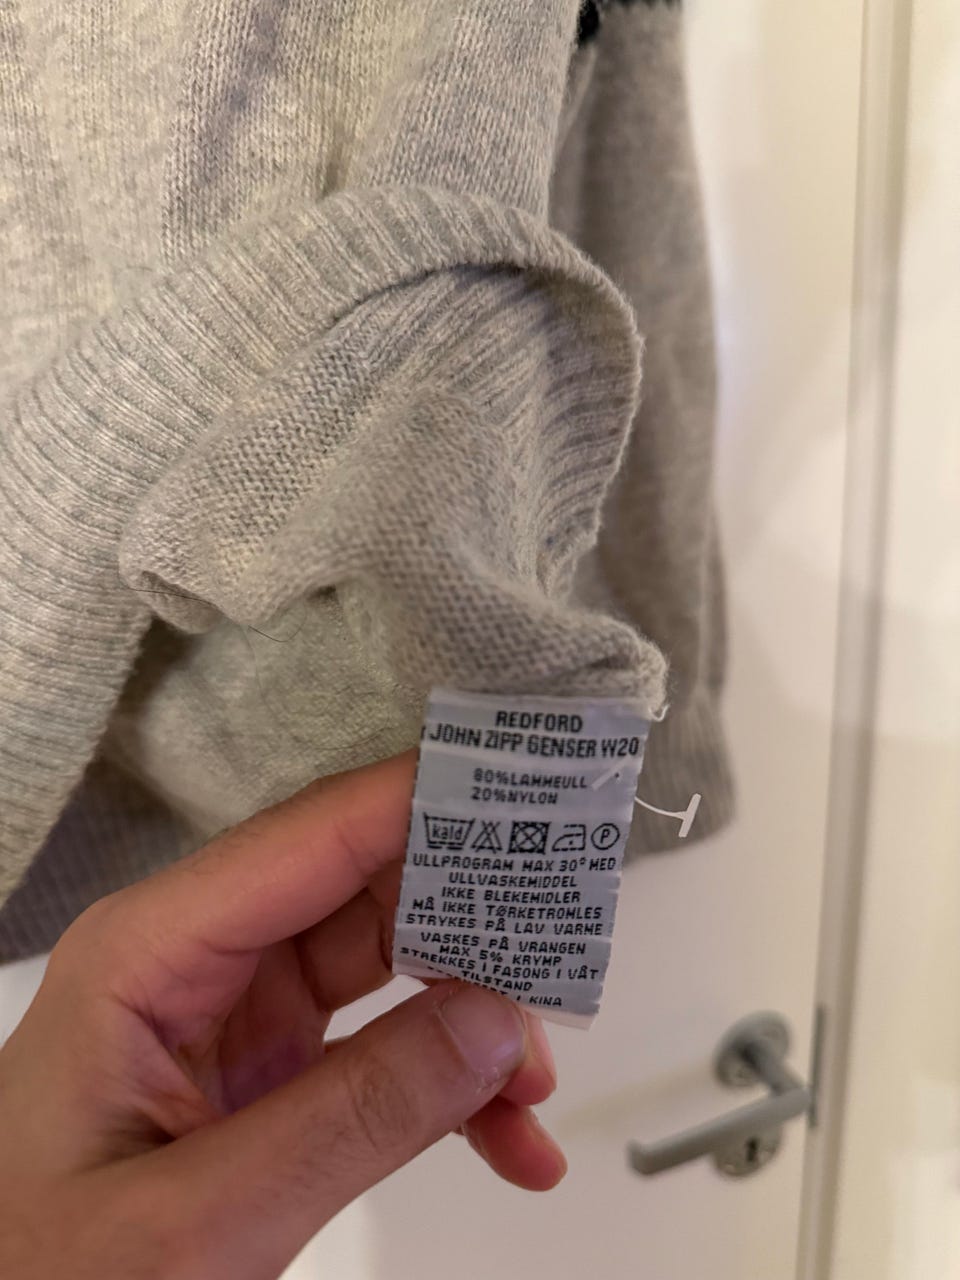 REDFORD
JOHN ZIPP GENSER W20
80%LAMMEULL
20%NYLON
kald P
ULLPROGRAM MAX 30° MED
ULLVASKEMIDDEL
IKKE BLEKEMIDLER
MÅ IKKE TØRKETROMLES
STRYKES PÅ LAV VARME
VASKES PÅ VRANGEN
MAX 5% KRYMP
STREKKES I FASONG I VÅT
TILSTAND
I KINA